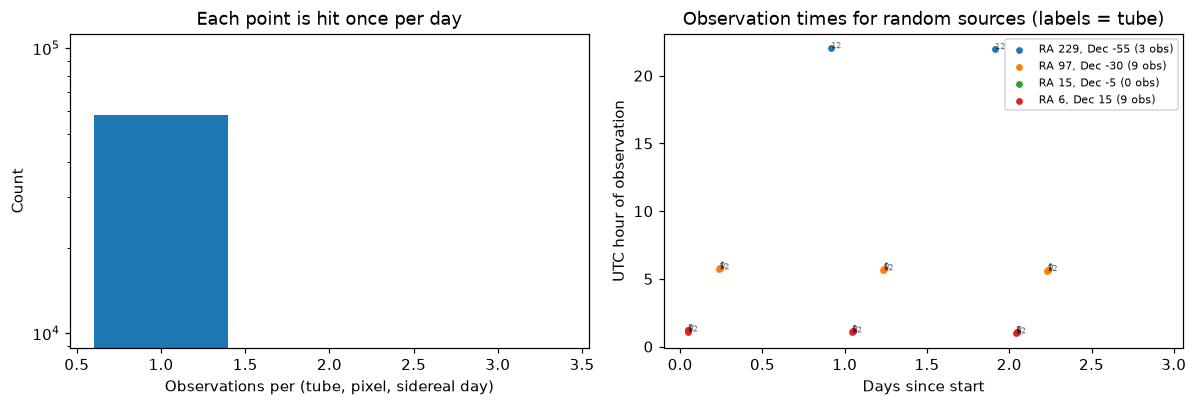 Each point is hit once per day
10^5
10^4
Count
0.5 1.0 1.5 2.0 2.5 3.0 3.5
Observations per (tube, pixel, sidereal day)
Observation times for random sources (labels = tube)
RA 229, Dec -55 (3 obs)
RA 97, Dec -30 (9 obs)
RA 15, Dec -5 (0 obs)
RA 6, Dec 15 (9 obs)
12
12
20
15
10
5
0
UTC hour of observation
0.0 0.5 1.0 1.5 2.0 2.5 3.0
Days since start